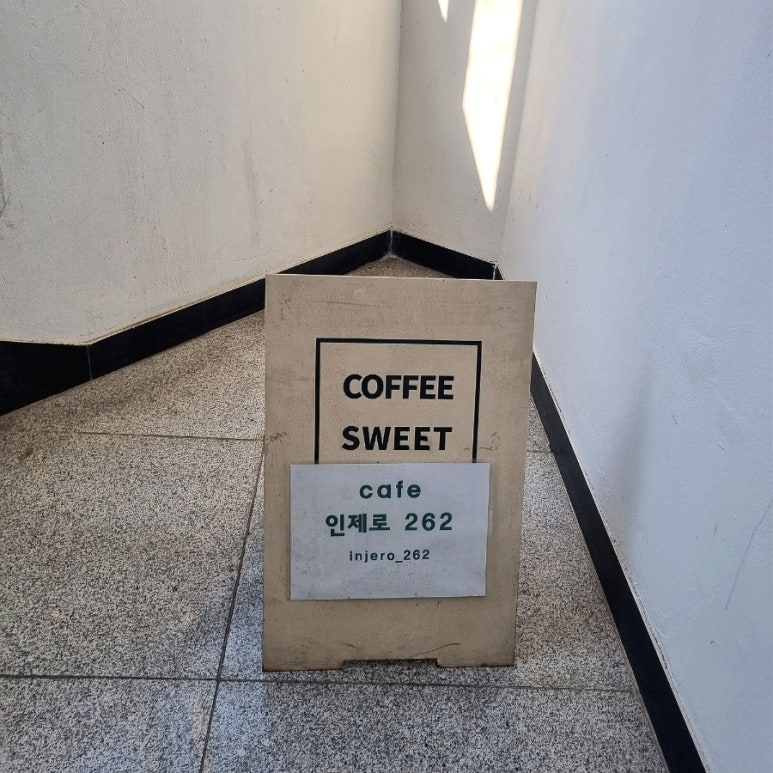 COFFEE
SWEET
cafe
인제로 262
injero_262